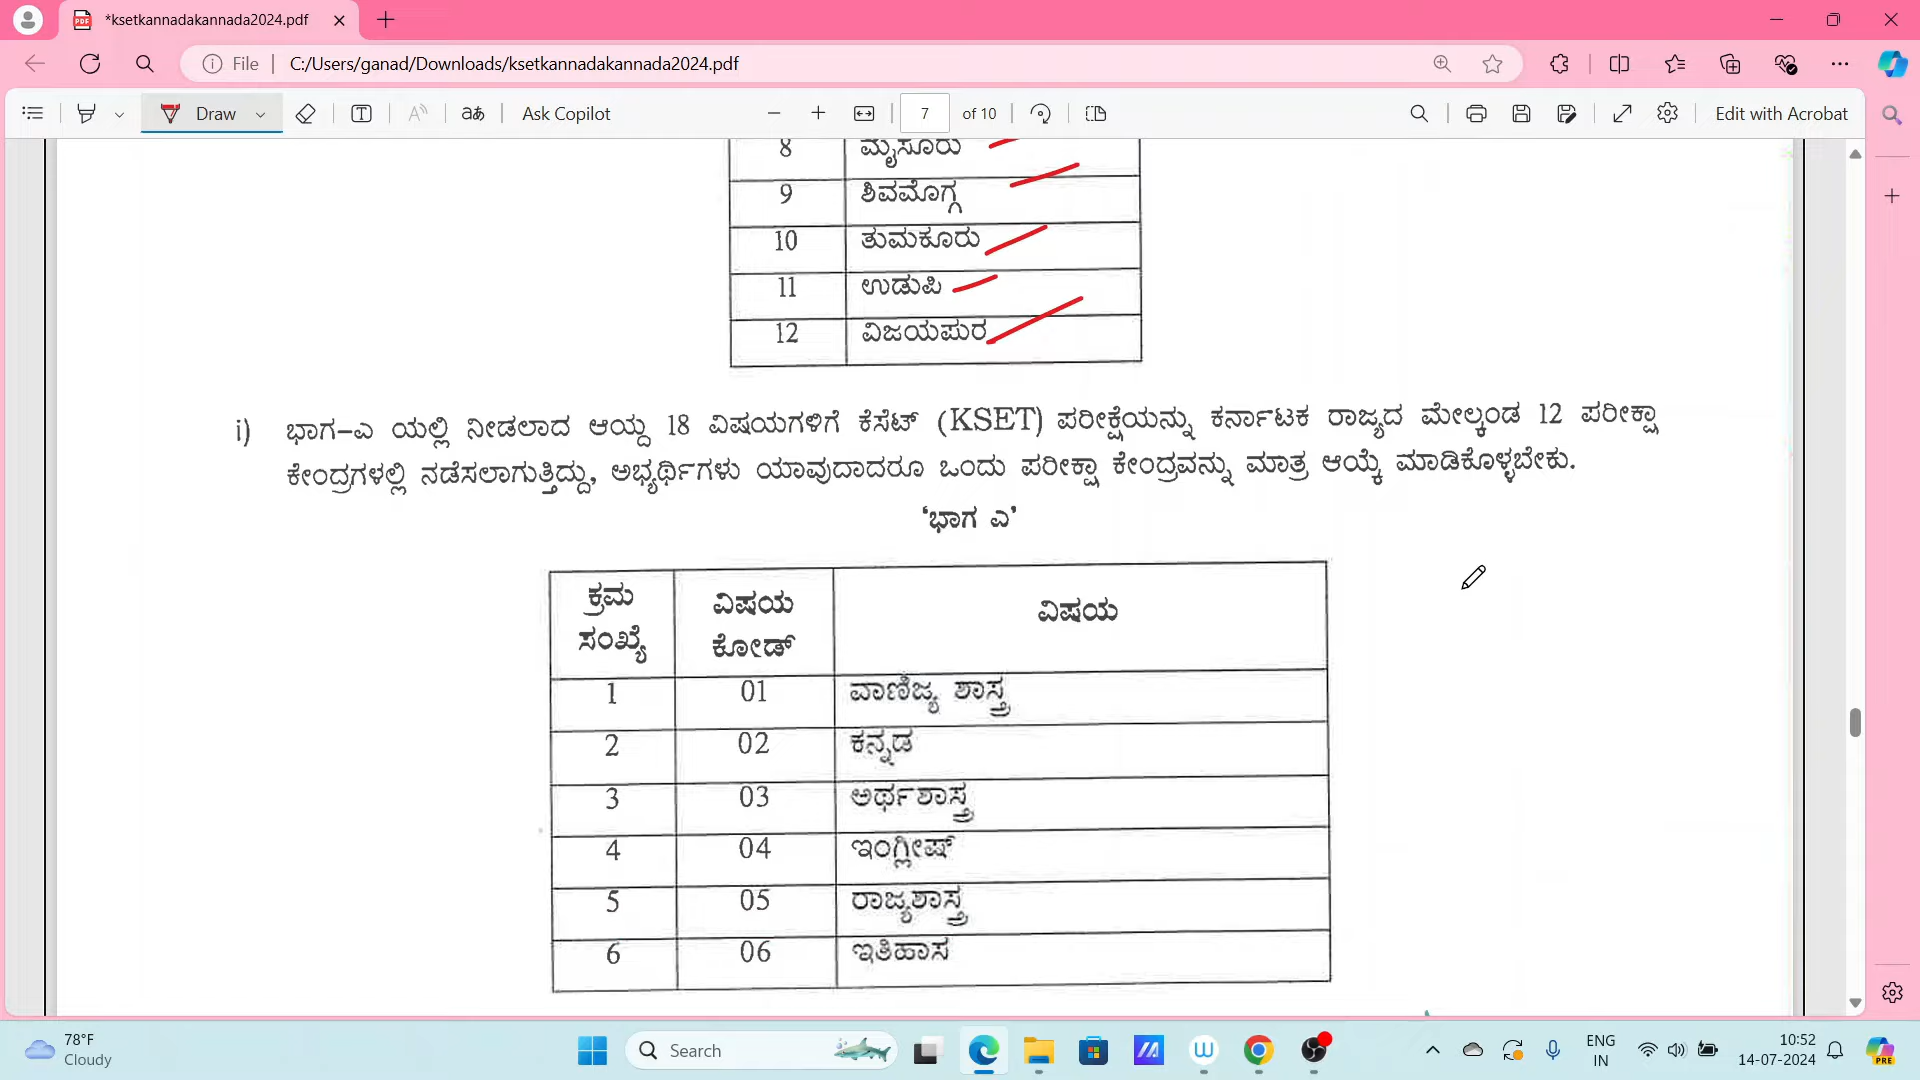 *ksetkannadakannada2024.pdf
File
C:/Users/ganad/Downloads/ksetkannadakannada2024.pdf
Draw
aあ
Ask Copilot
7 of 10
Edit with Acrobat
8 ಮೈಸೂರು
9 ಶಿವಮೊಗ್ಗ
10 ತುಮಕೂರು
11 ಉಡುಪಿ
12 ವಿಜಯಪುರ
i) ಭಾಗ-ಎ ಯಲ್ಲಿ ನೀಡಲಾದ ಆಯ್ದ 18 ವಿಷಯಗಳಿಗೆ ಕೆಸೆಟ್ (KSET) ಪರೀಕ್ಷೆಯನ್ನು ಕರ್ನಾಟಕ ರಾಜ್ಯದ ಮೇಲ್ಕಂಡ 12 ಪರೀಕ್ಷಾ
ಕೇಂದ್ರಗಳಲ್ಲಿ ನಡೆಸಲಾಗುತ್ತಿದ್ದು, ಅಭ್ಯರ್ಥಿಗಳು ಯಾವುದಾದರೂ ಒಂದು ಪರೀಕ್ಷಾ ಕೇಂದ್ರವನ್ನು ಮಾತ್ರ ಆಯ್ಕೆ ಮಾಡಿಕೊಳ್ಳಬೇಕು.
'ಭಾಗ ಎ'
ಕ್ರಮ ಸಂಖ್ಯೆ ವಿಷಯ ಕೋಡ್ ವಿಷಯ
1 01 ವಾಣಿಜ್ಯ ಶಾಸ್ತ್ರ
2 02 ಕನ್ನಡ
3 03 ಅರ್ಥಶಾಸ್ತ್ರ
4 04 ಇಂಗ್ಲೀಷ್
5 05 ರಾಜ್ಯಶಾಸ್ತ್ರ
6 06 ಇತಿಹಾಸ
78°F
Cloudy
Search
ENG
IN
10:52
14-07-2024
PRE